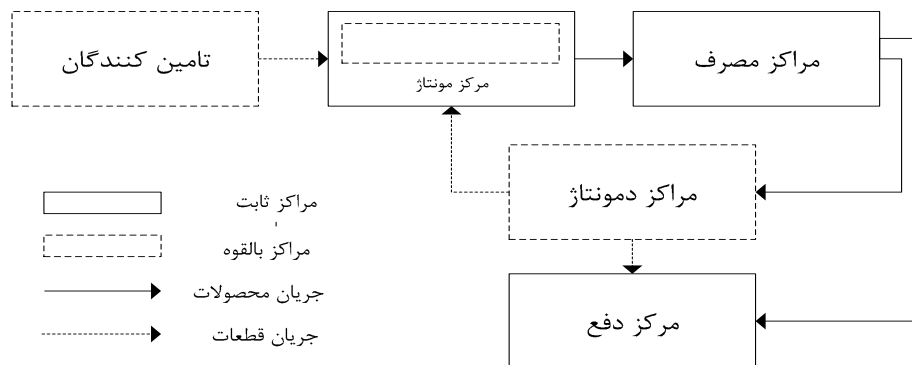 تامین کنندگان
مرکز مونتاژ
مراکز مصرف
مراکز دمونتاژ
مرکز دفع
مراکز ثابت
مراکز بالقوه
جریان محصولات
جریان قطعات